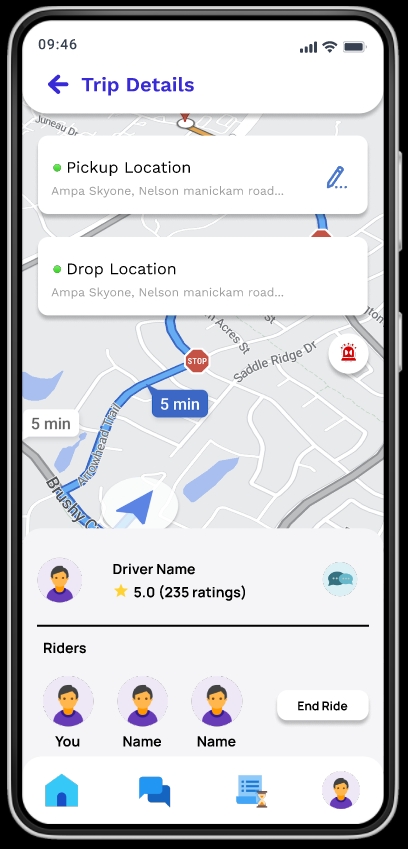 09:46
Trip Details
Juneau Dr
Pickup Location
Ampa Skyone, Nelson manickam road...
Drop Location
Ampa Skyone, Nelson manickam road...
Acres St
St
Saddle Ridge Dr
STOP
5 min
5 min
Arrowhead Trail
Brushy C
Driver Name
5.0 (235 ratings)
Riders
You
Name
Name
End Ride